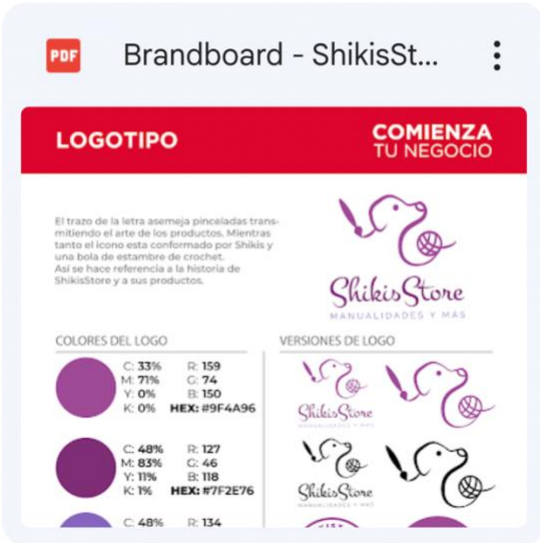 PDF
Brandboard - ShikisSt...
LOGOTIPO
COMIENZA
TU NEGOCIO
El trazo de la letra asemeja pinceladas trans-
mitiendo el arte de los productos. Mientras
tanto el icono esta conformado por Shikis y
una bola de estambre de crochet.
Así se hace referencia a la historia de
ShikisStore y a sus productos.
ShikisStore
MANUALIDADES Y MÁS
COLORES DEL LOGO
VERSIONES DE LOGO
C: 33% R: 159
M: 71% G: 74
Y: 0% B: 150
K: 0% HEX: #9F4A96
ShikisStore
MANUALIDADES Y MÁS
C: 48% R: 127
M: 83% G: 46
Y: 11% B: 118
K: 1% HEX: #7F2E76
ShikisStore
MANUALIDADES Y MÁS
C: 48% R: 134